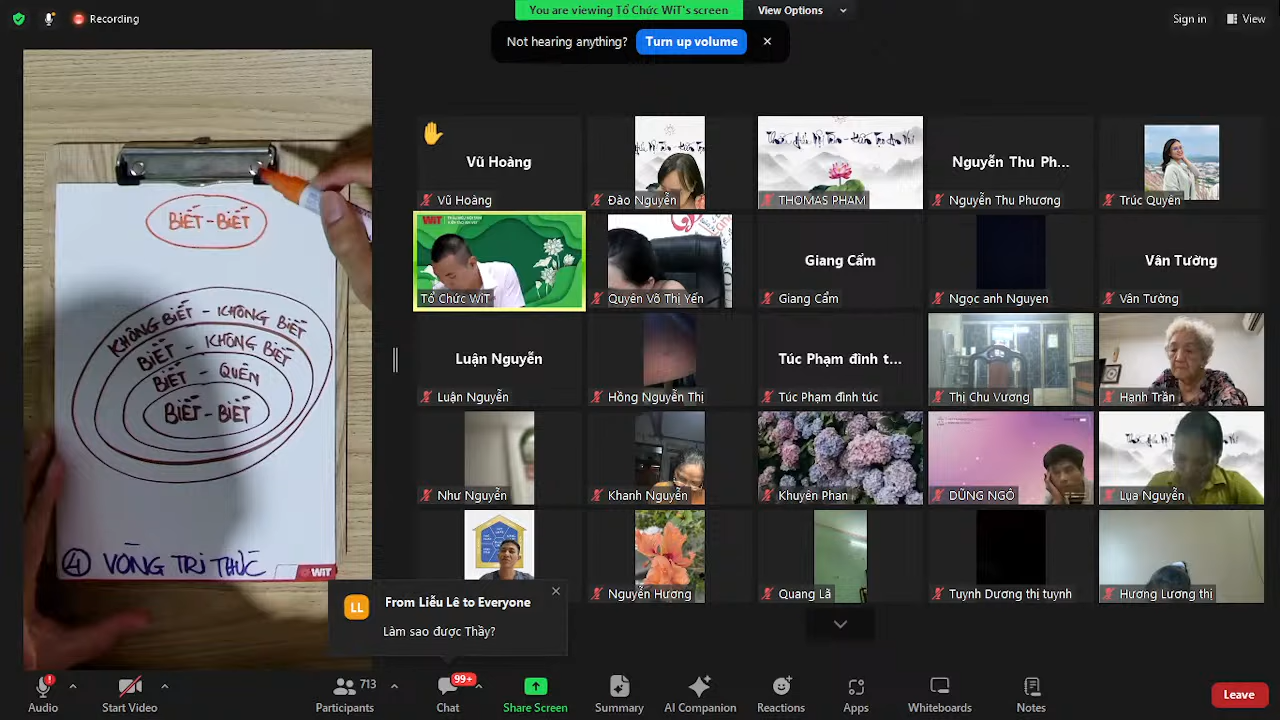 Recording
You are viewing Tổ Chức WiT's screen
View Options
Sign in
View
Not hearing anything?
Turn up volume
BIẾT - BIẾT
KHÔNG BIẾT - KHÔNG BIẾT
BIẾT - KHÔNG BIẾT
BIẾT - QUÊN
BIẾT - BIẾT
④ VÒNG TRI THỨC
WiT
Vũ Hoàng
Vũ Hoàng
Đào Nguyên
THOMAS PHAM
Nguyễn Thu Ph...
Nguyễn Thu Phương
Trúc Quyên
WiT
Tổ Chức WiT
Quyên Võ Thị Yến
Giang Cẩm
Giang Cẩm
Ngọc anh Nguyen
Vân Tường
Vân Tường
Luận Nguyễn
Luận Nguyễn
Hồng Nguyễn Thị
Túc Phạm đình t...
Túc Phạm đình túc
Thị Chu Vương
Hạnh Trần
Như Nguyễn
Khanh Nguyễn
Khuyên Phan
DŨNG NGÔ
Lụa Nguyễn
Nguyễn Hương
Quang Lã
Tuynh Dương thị tuynh
Hương Lương thị
LL
From Liễu Lê to Everyone
Làm sao được Thầy?
Audio
Start Video
713
Participants
99+
Chat
Share Screen
Summary
AI Companion
Reactions
Apps
Whiteboards
Notes
Leave